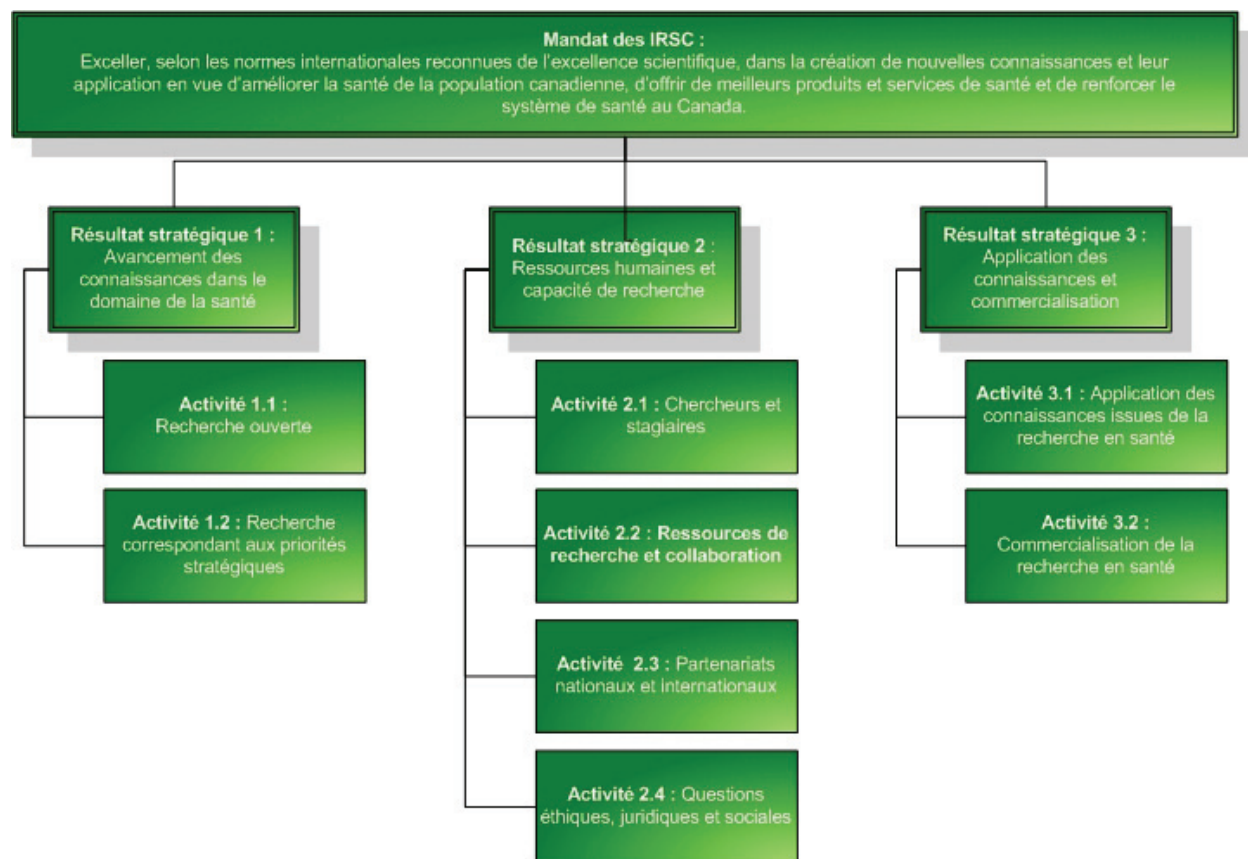 Mandat des IRSC :
Exceller, selon les normes internationales reconnues de l'excellence scientifique, dans la création de nouvelles connaissances et leur
application en vue d'améliorer la santé de la population canadienne, d'offrir de meilleurs produits et services de santé et de renforcer le
système de santé au Canada.
Résultat stratégique 1 :
Avancement des
connaissances dans le
domaine de la santé
Activité 1.1 :
Recherche ouverte
Activité 1.2 : Recherche
correspondant aux priorités
stratégiques
Résultat stratégique 2 :
Ressources humaines et
capacité de recherche
Activité 2.1 : Chercheurs et
stagiaires
Activité 2.2 : Ressources de
recherche et collaboration
Activité 2.3 : Partenariats
nationaux et internationaux
Activité 2.4 : Questions
éthiques, juridiques et sociales
Résultat stratégique 3 :
Application des
connaissances et
commercialisation
Activité 3.1 : Application des
connaissances issues de la
recherche en santé
Activité 3.2 :
Commercialisation de la
recherche en santé